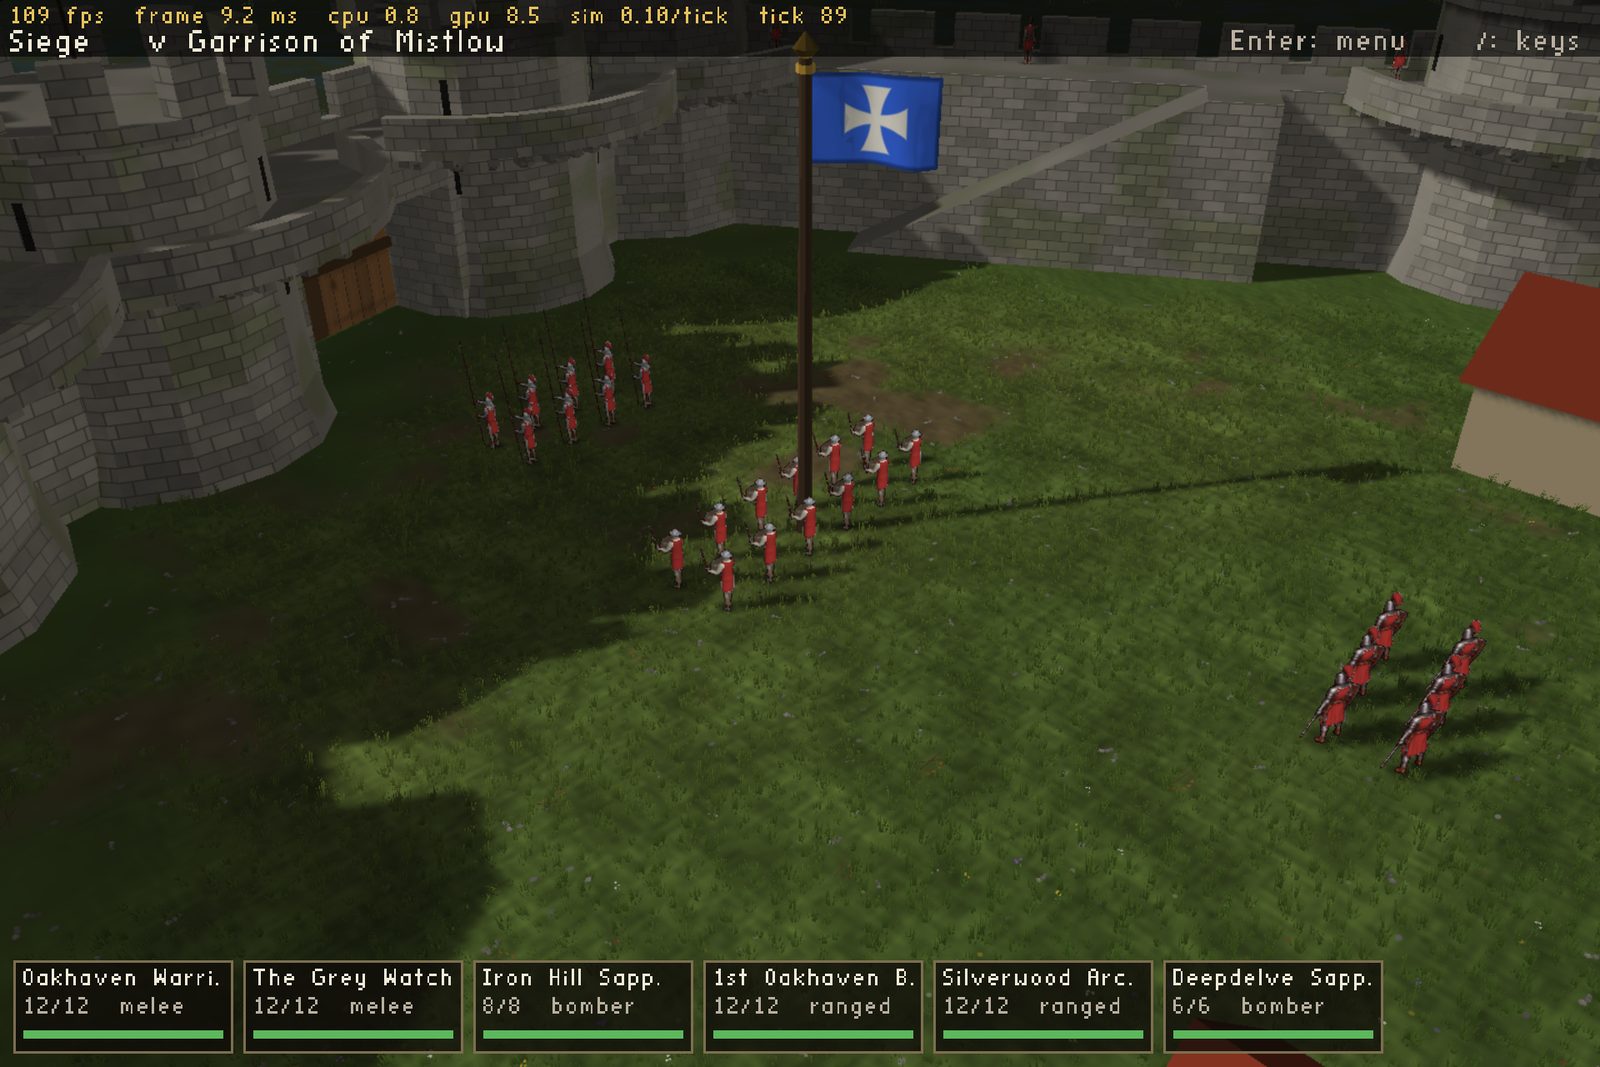 109 fps  frame 9.2 ms  cpu 0.8  gpu 8.5  sim 0.10/tick  tick 89
Siege  v Garrison of Mistlow  Enter: menu  /: keys
Oakhaven Warri.
12/12 melee
The Grey Watch
12/12 melee
Iron Hill Sapp.
8/8 bomber
1st Oakhaven B.
12/12 ranged
Silverwood Arc.
12/12 ranged
Deepdelve Sapp.
6/6 bomber